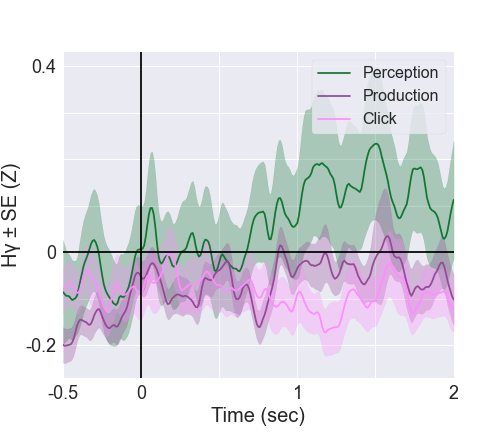 0.4
Perception
Production
Click
Hγ ± SE (Z)
0
-0.2
-0.5
0
1
2
Time (sec)